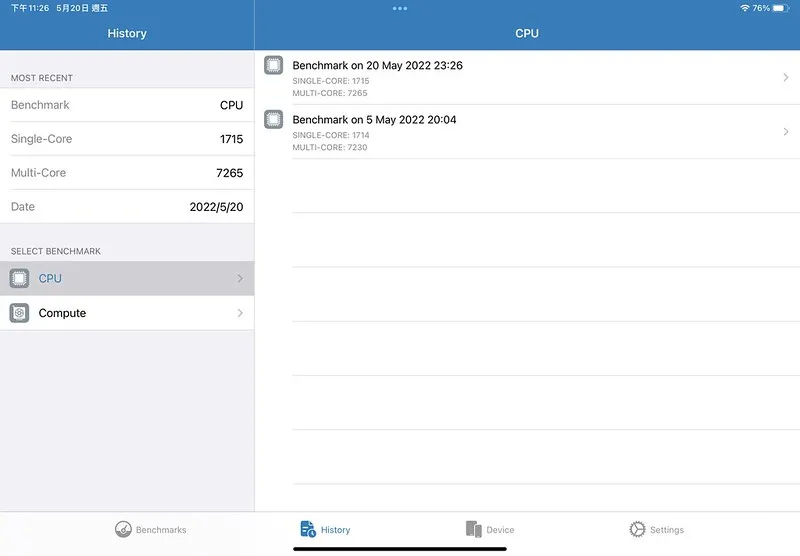 下午11:26 5月20日 週五
76%
History
CPU
MOST RECENT
Benchmark CPU
Single-Core 1715
Multi-Core 7265
Date 2022/5/20
SELECT BENCHMARK
CPU
Compute
Benchmark on 20 May 2022 23:26
SINGLE-CORE: 1715
MULTI-CORE: 7265
Benchmark on 5 May 2022 20:04
SINGLE-CORE: 1714
MULTI-CORE: 7230
Benchmarks
History
Device
Settings